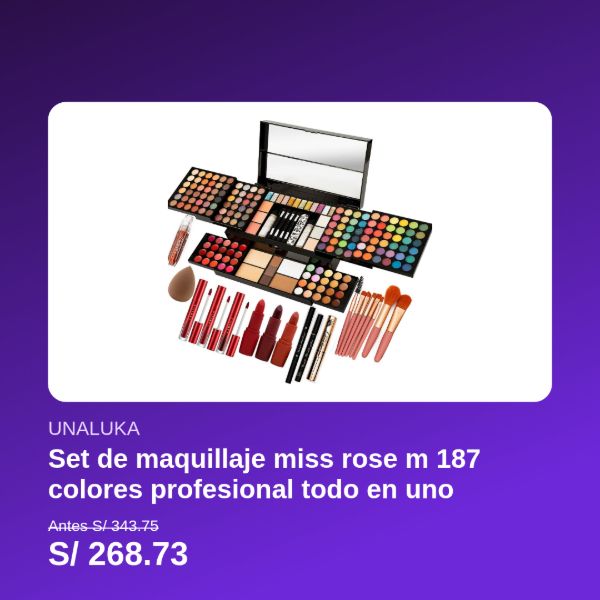 UNALUKA
Set de maquillaje miss rose m 187
colores profesional todo en uno
Antes S/ 343.75
S/ 268.73